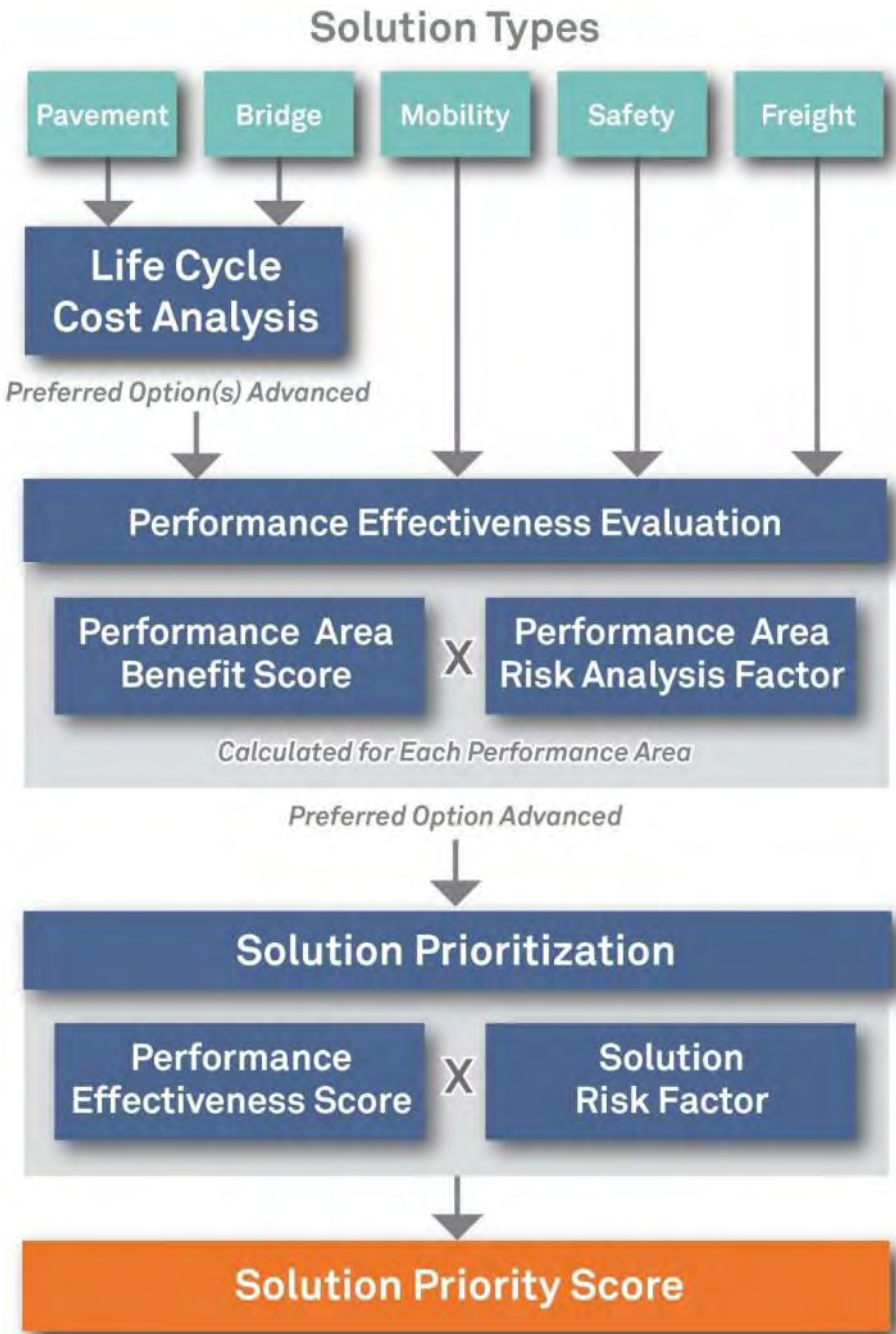 Solution Types
Pavement
Bridge
Mobility
Safety
Freight
Life Cycle
Cost Analysis
Preferred Option(s) Advanced
Performance Effectiveness Evaluation
Performance Area
Benefit Score
X
Performance Area
Risk Analysis Factor
Calculated for Each Performance Area
Preferred Option Advanced
Solution Prioritization
Performance
Effectiveness Score
X
Solution
Risk Factor
Solution Priority Score